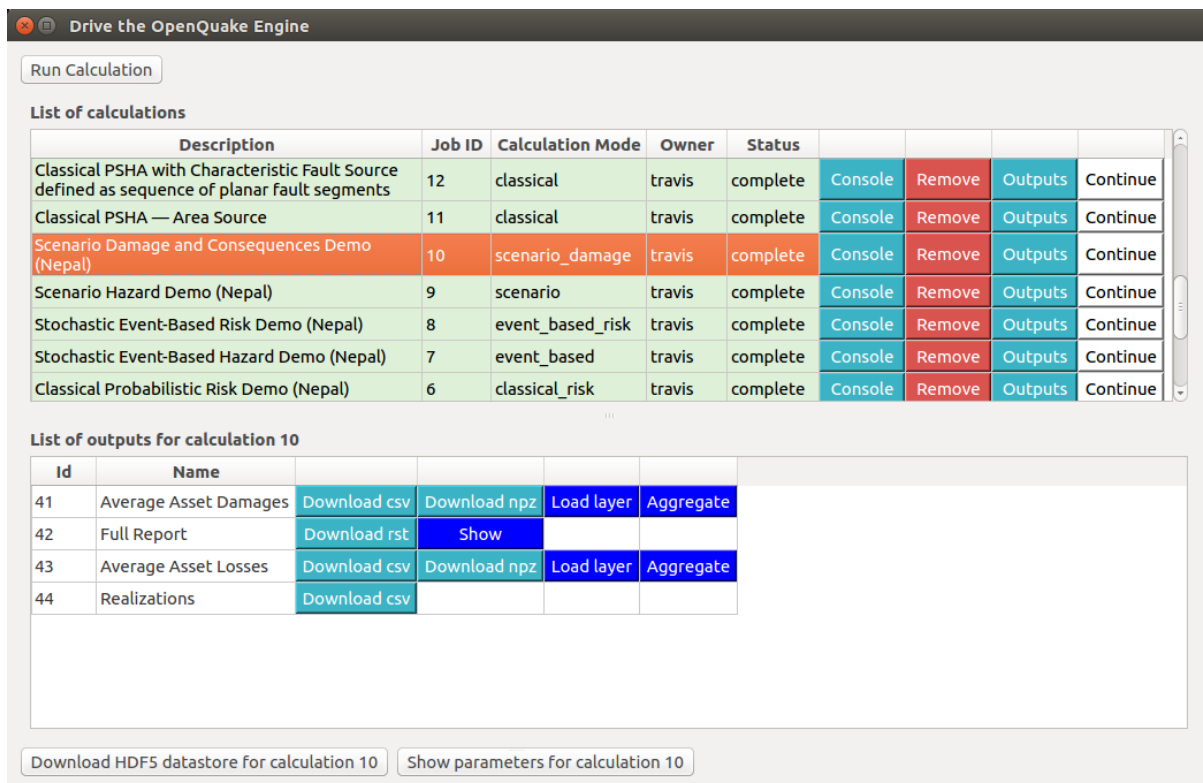 Drive the OpenQuake Engine
Run Calculation
List of calculations
Description Job ID Calculation Mode Owner Status
Classical PSHA with Characteristic Fault Source
defined as sequence of planar fault segments 12 classical travis complete Console Remove Outputs Continue
Classical PSHA — Area Source 11 classical travis complete Console Remove Outputs Continue
Scenario Damage and Consequences Demo
(Nepal) 10 scenario_damage travis complete Console Remove Outputs Continue
Scenario Hazard Demo (Nepal) 9 scenario travis complete Console Remove Outputs Continue
Stochastic Event-Based Risk Demo (Nepal) 8 event_based_risk travis complete Console Remove Outputs Continue
Stochastic Event-Based Hazard Demo (Nepal) 7 event_based travis complete Console Remove Outputs Continue
Classical Probabilistic Risk Demo (Nepal) 6 classical_risk travis complete Console Remove Outputs Continue
List of outputs for calculation 10
Id Name
41 Average Asset Damages Download csv Download npz Load layer Aggregate
42 Full Report Download rst Show
43 Average Asset Losses Download csv Download npz Load layer Aggregate
44 Realizations Download csv
Download HDF5 datastore for calculation 10 Show parameters for calculation 10